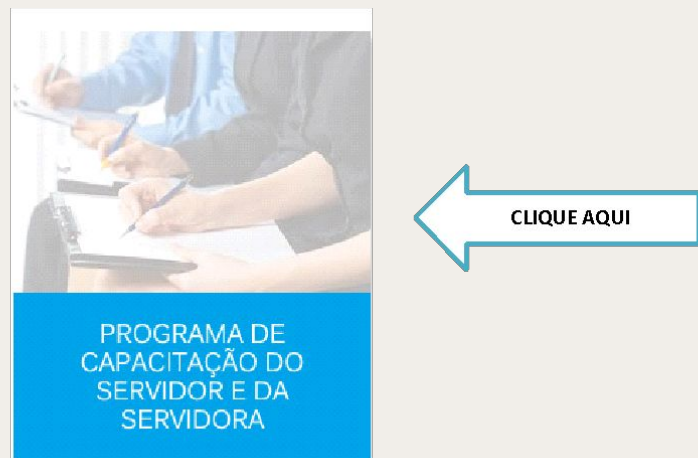 CLIQUE AQUI
PROGRAMA DE
CAPACITAÇÃO DO
SERVIDOR E DA
SERVIDORA